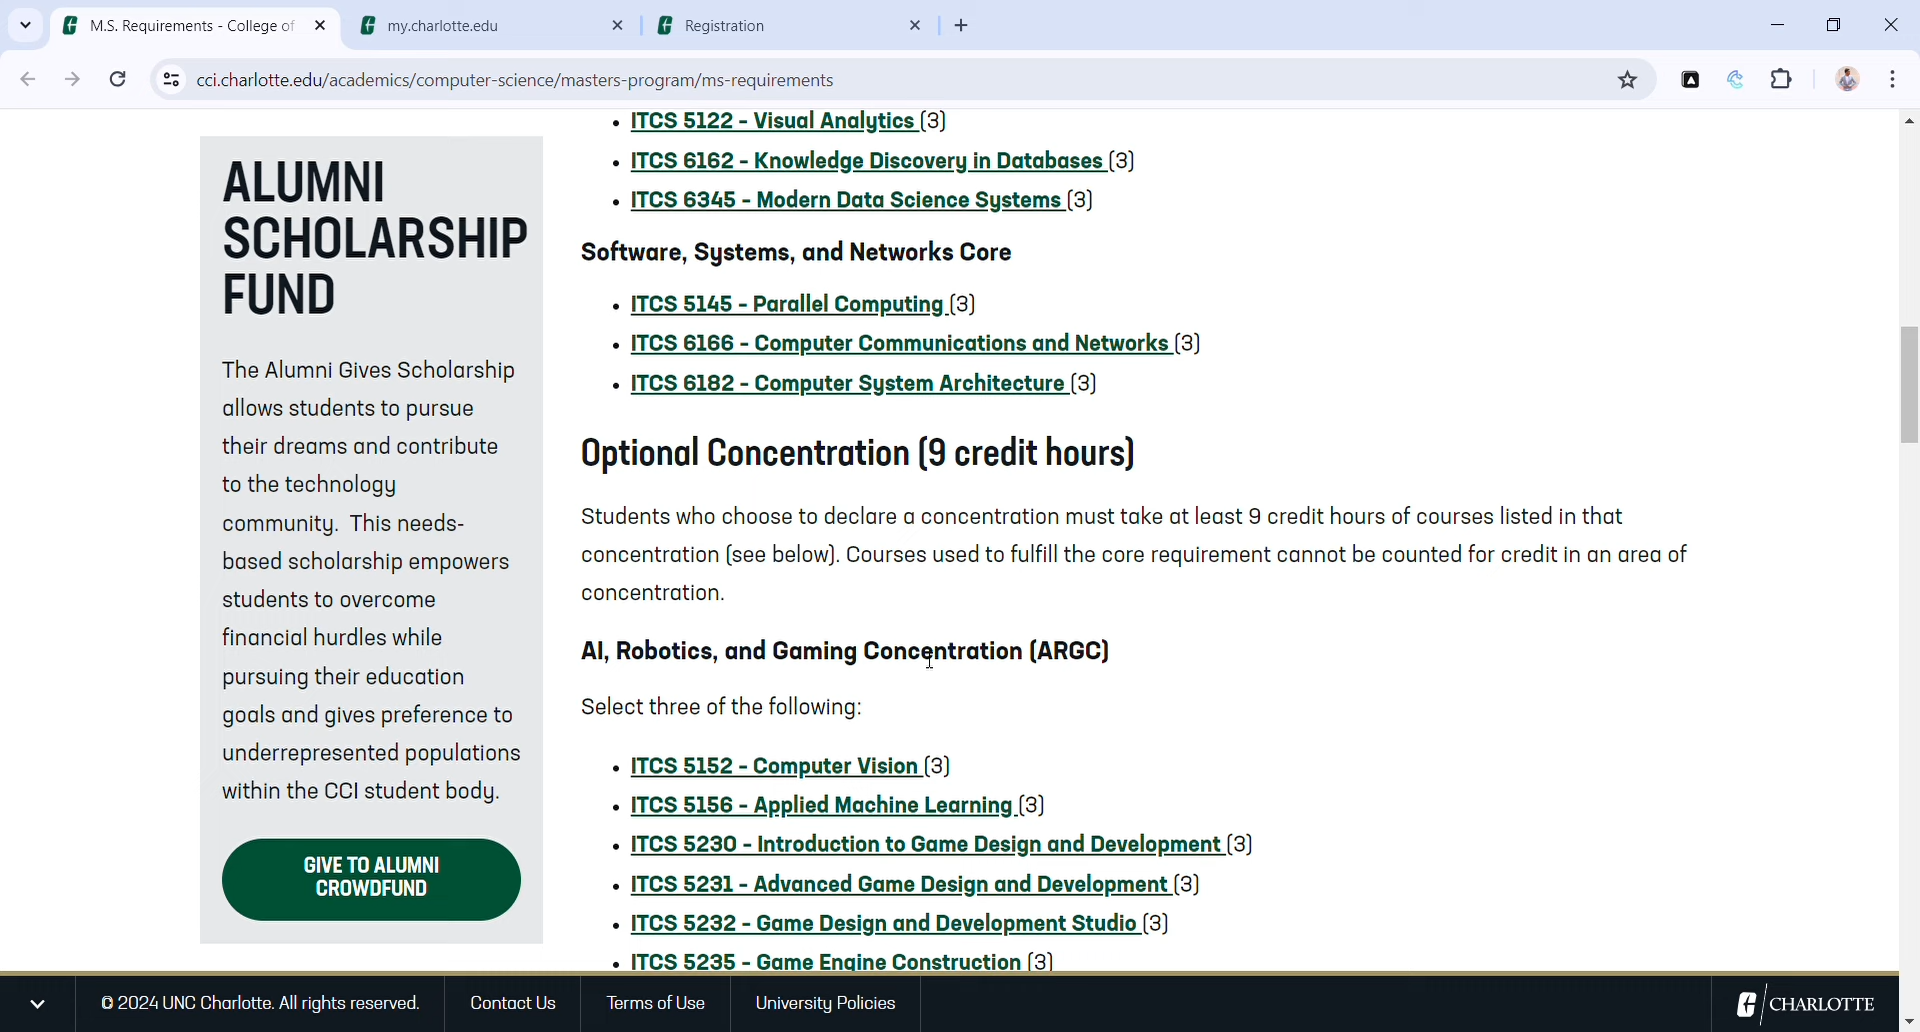 M.S. Requirements - College of
my.charlotte.edu
Registration
cci.charlotte.edu/academics/computer-science/masters-program/ms-requirements
ALUMNI
SCHOLARSHIP
FUND
The Alumni Gives Scholarship
allows students to pursue
their dreams and contribute
to the technology
community.  This needs-
based scholarship empowers
students to overcome
financial hurdles while
pursuing their education
goals and gives preference to
underrepresented populations
within the CCI student body.
GIVE TO ALUMNI
CROWDFUND
• ITCS 5122 – Visual Analytics (3)
• ITCS 6162 – Knowledge Discovery in Databases (3)
• ITCS 6345 – Modern Data Science Systems (3)
Software, Systems, and Networks Core
• ITCS 5145 – Parallel Computing (3)
• ITCS 6166 – Computer Communications and Networks (3)
• ITCS 6182 – Computer System Architecture (3)
Optional Concentration (9 credit hours)
Students who choose to declare a concentration must take at least 9 credit hours of courses listed in that
concentration (see below). Courses used to fulfill the core requirement cannot be counted for credit in an area of
concentration.
AI, Robotics, and Gaming Concentration (ARGC)
Select three of the following:
• ITCS 5152 – Computer Vision (3)
• ITCS 5156 – Applied Machine Learning (3)
• ITCS 5230 – Introduction to Game Design and Development (3)
• ITCS 5231 – Advanced Game Design and Development (3)
• ITCS 5232 – Game Design and Development Studio (3)
• ITCS 5235 – Game Engine Construction (3)
© 2024 UNC Charlotte. All rights reserved.
Contact Us
Terms of Use
University Policies
CHARLOTTE